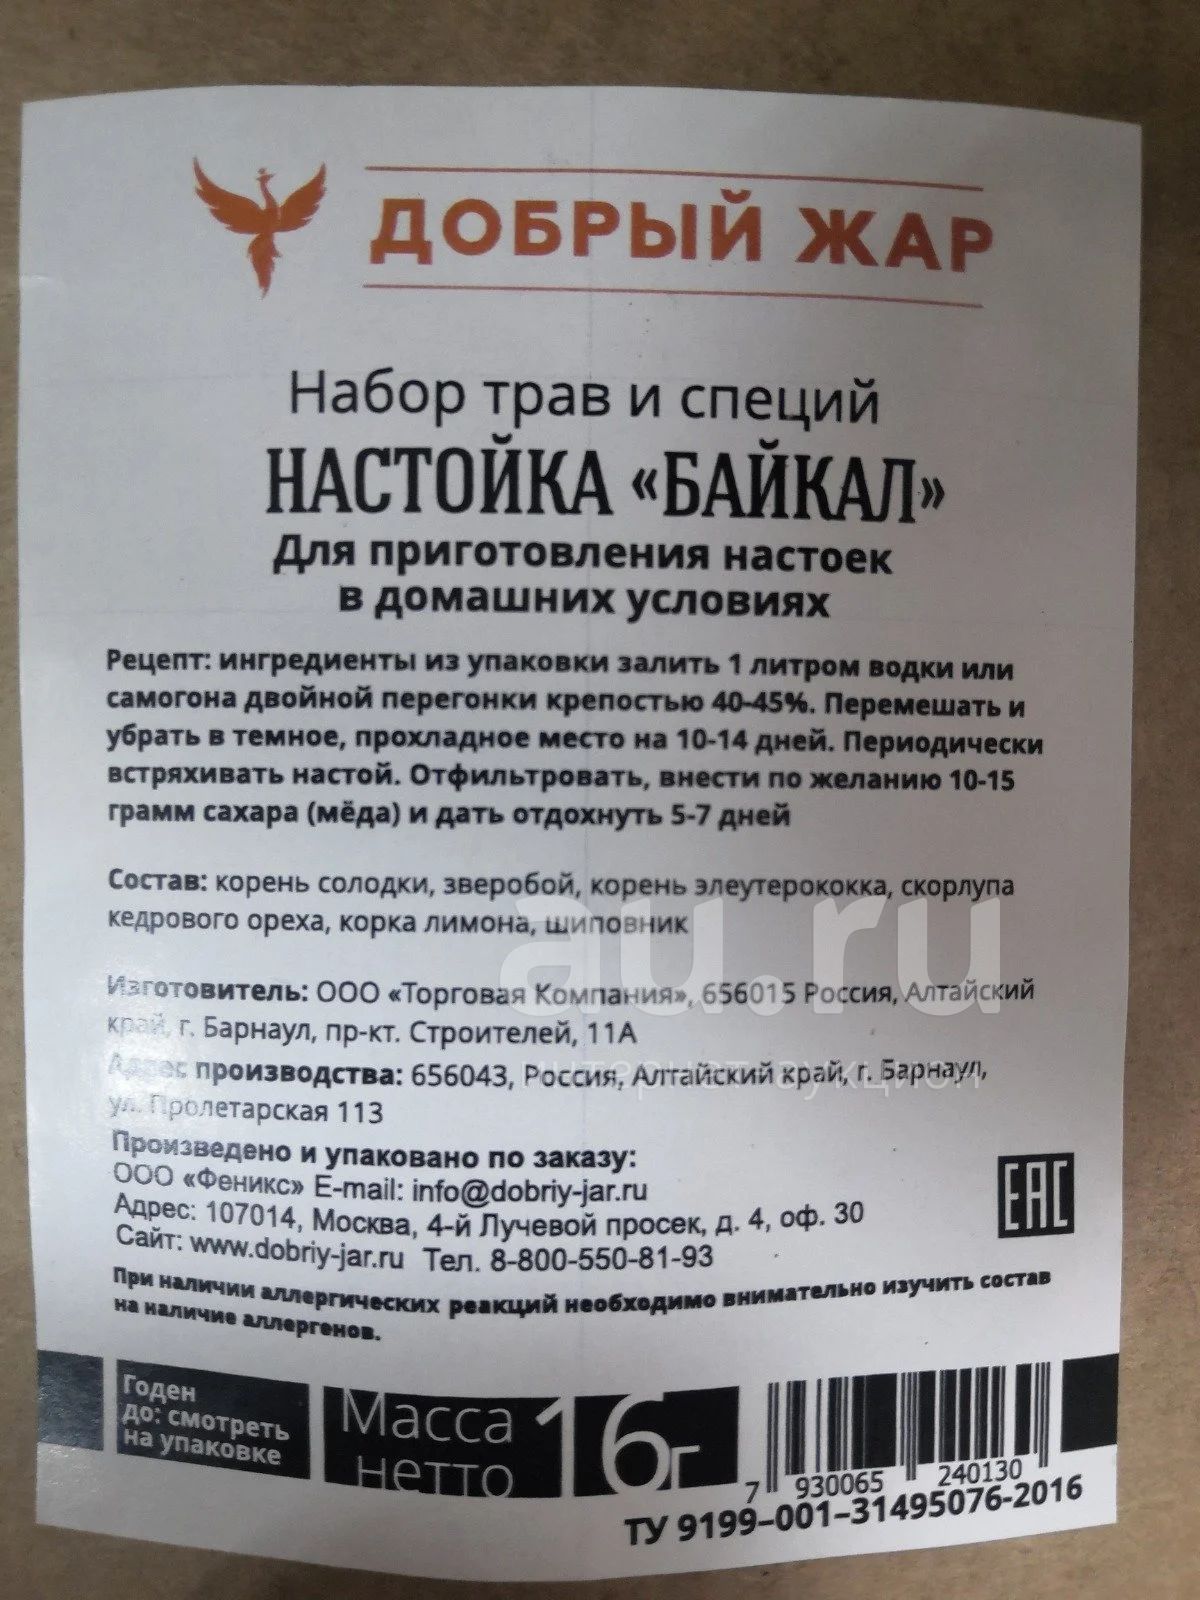 ДОБРЫЙ ЖАР
Набор трав и специй
НАСТОЙКА «БАЙКАЛ»
Для приготовления настоек
в домашних условиях
Рецепт: ингредиенты из упаковки залить 1 литром водки или
самогона двойной перегонки крепостью 40-45%. Перемешать и
убрать в темное, прохладное место на 10-14 дней. Периодически
встряхивать настой. Отфильтровать, внести по желанию 10-15
грамм сахара (мёда) и дать отдохнуть 5-7 дней
Состав: корень солодки, зверобой, корень элеутерококка, скорлупа
кедрового ореха, корка лимона, шиповник
au.ru
интернет-аукцион
Изготовитель: ООО «Торговая Компания», 656015 Россия, Алтайский
край, г. Барнаул, пр-кт. Строителей, 11А
Адрес производства: 656043, Россия, Алтайский край, г. Барнаул,
ул. Пролетарская 113
Произведено и упаковано по заказу:
ООО «Феникс» E-mail: info@dobriy-jar.ru
Адрес: 107014, Москва, 4-й Лучевой просек, д. 4, оф. 30
Сайт: www.dobriy-jar.ru Тел. 8-800-550-81-93
EAC
При наличии аллергических реакций необходимо внимательно изучить состав
на наличие аллергенов.
Годен
до: смотреть
на упаковке
Масса
нетто
16г
7 930065 240130
ТУ 9199-001-31495076-2016